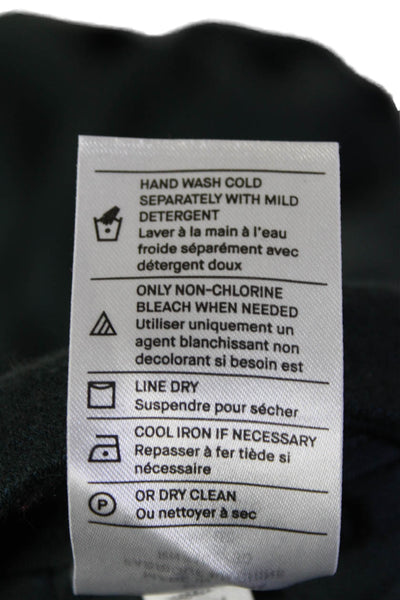 HAND WASH COLD
SEPARATELY WITH MILD
DETERGENT
Laver à la main à l'eau
froide séparément avec
détergent doux
ONLY NON-CHLORINE
BLEACH WHEN NEEDED
Utiliser uniquement un
agent blanchissant non
decolorant si besoin est
LINE DRY
Suspendre pour sécher
COOL IRON IF NECESSARY
Repasser à fer tiède si
nécessaire
P
OR DRY CLEAN
Ou nettoyer à sec